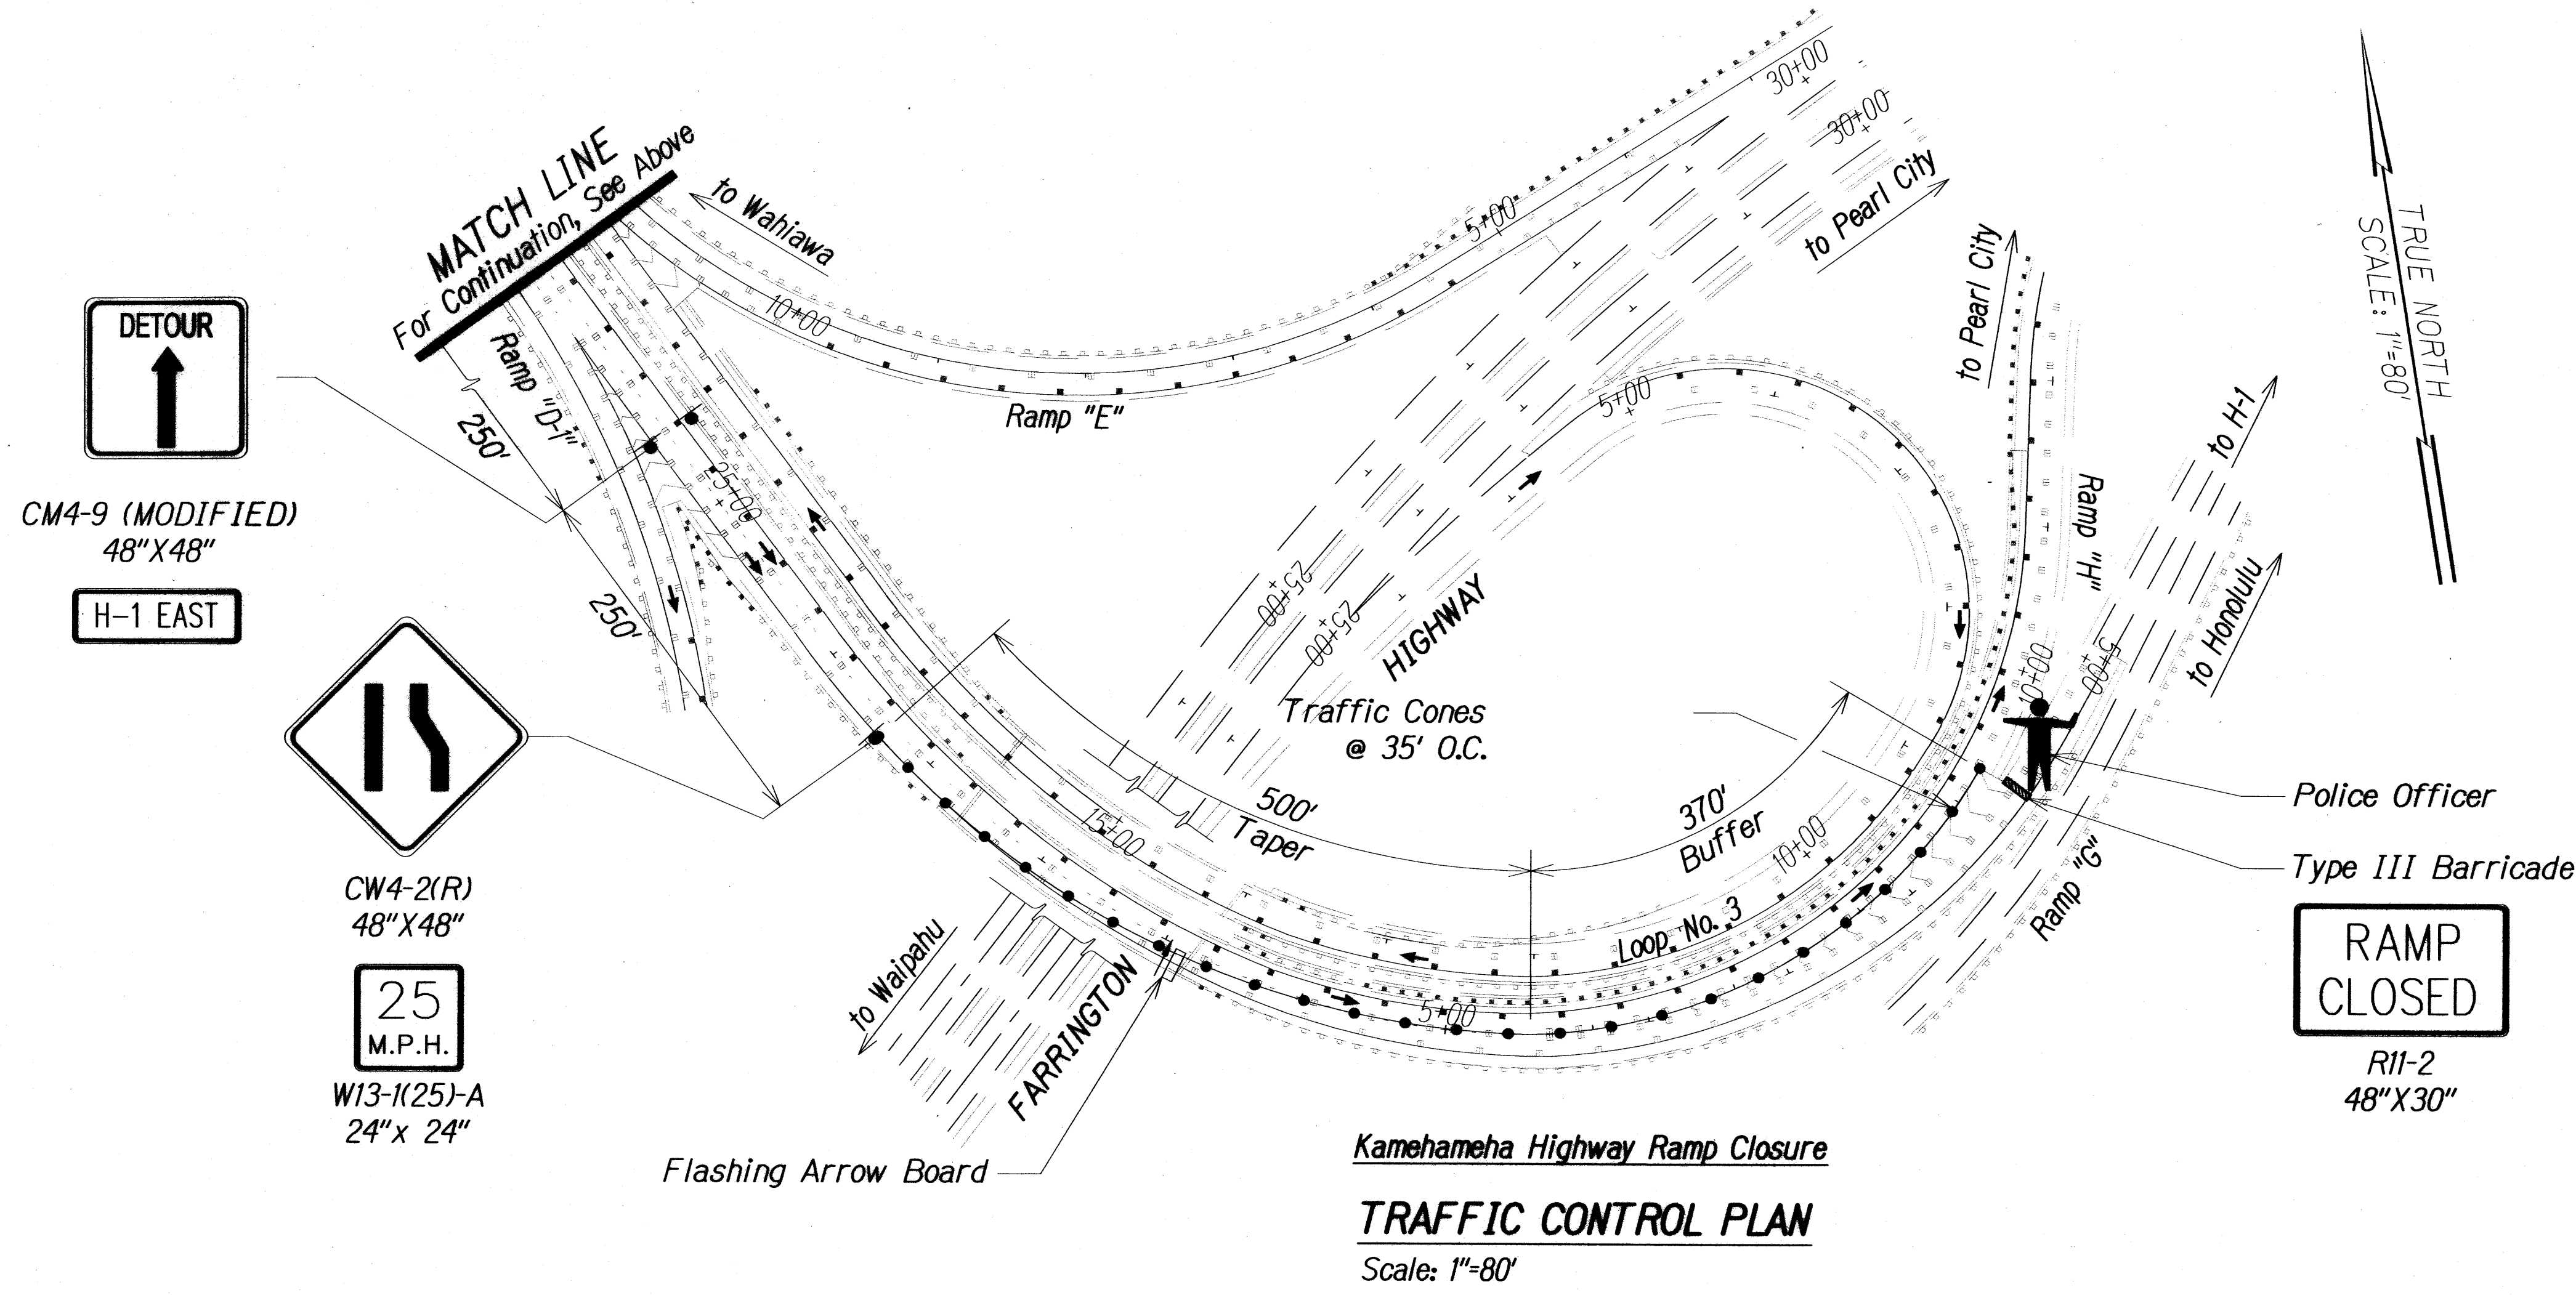 MATCH LINE
For Continuation, See Above
to Wahiawa
30+00
30+00
to Pearl City
5+00
10+00
Ramp "E"
Ramp "D-1"
250'
250'
25+00
DETOUR
CM4-9 (MODIFIED)
48"X48"
H-1 EAST
CW4-2(R)
48"X48"
25
M.P.H.
W13-1(25)-A
24"x 24"
TRUE NORTH
SCALE: 1"=80'
to Pearl City
to H-1
to Honolulu
Ramp "H"
5+00
25+00
25+00
HIGHWAY
Traffic Cones
@ 35' O.C.
500'
Taper
370'
Buffer
15+00
10+00
10+00
5+00
Loop No. 3
5+00
Ramp "G"
Police Officer
Type III Barricade
RAMP
CLOSED
R11-2
48"X30"
to Waipahu
FARRINGTON
Flashing Arrow Board
Kamehameha Highway Ramp Closure
TRAFFIC CONTROL PLAN
Scale: 1"=80'